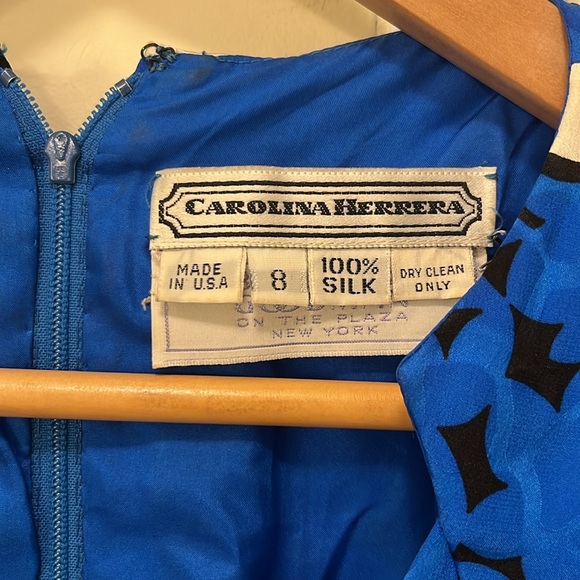 CAROLINA HERRERA
MADE IN U.S.A
8
100% SILK
DRY CLEAN ONLY
ON THE PLAZA
NEW YORK